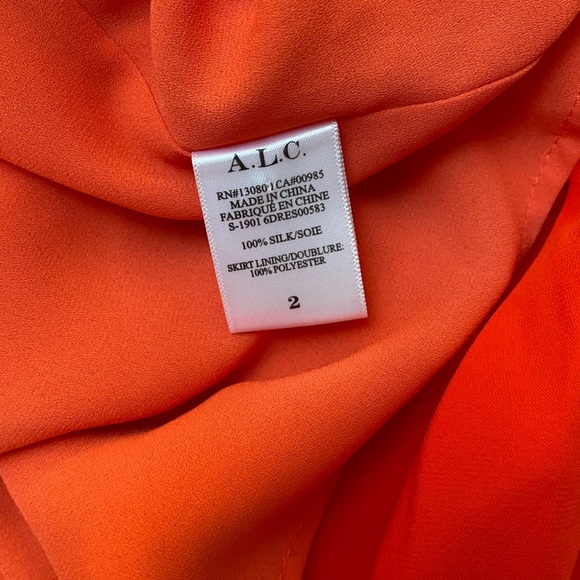 A.L.C.
RN#130801 CA#00985
MADE IN CHINA
FABRIQUÉ EN CHINE
S-1901 6DRES00583
100% SILK/SOIE
SKIRT LINING/DOUBLURE:
100% POLYESTER
2